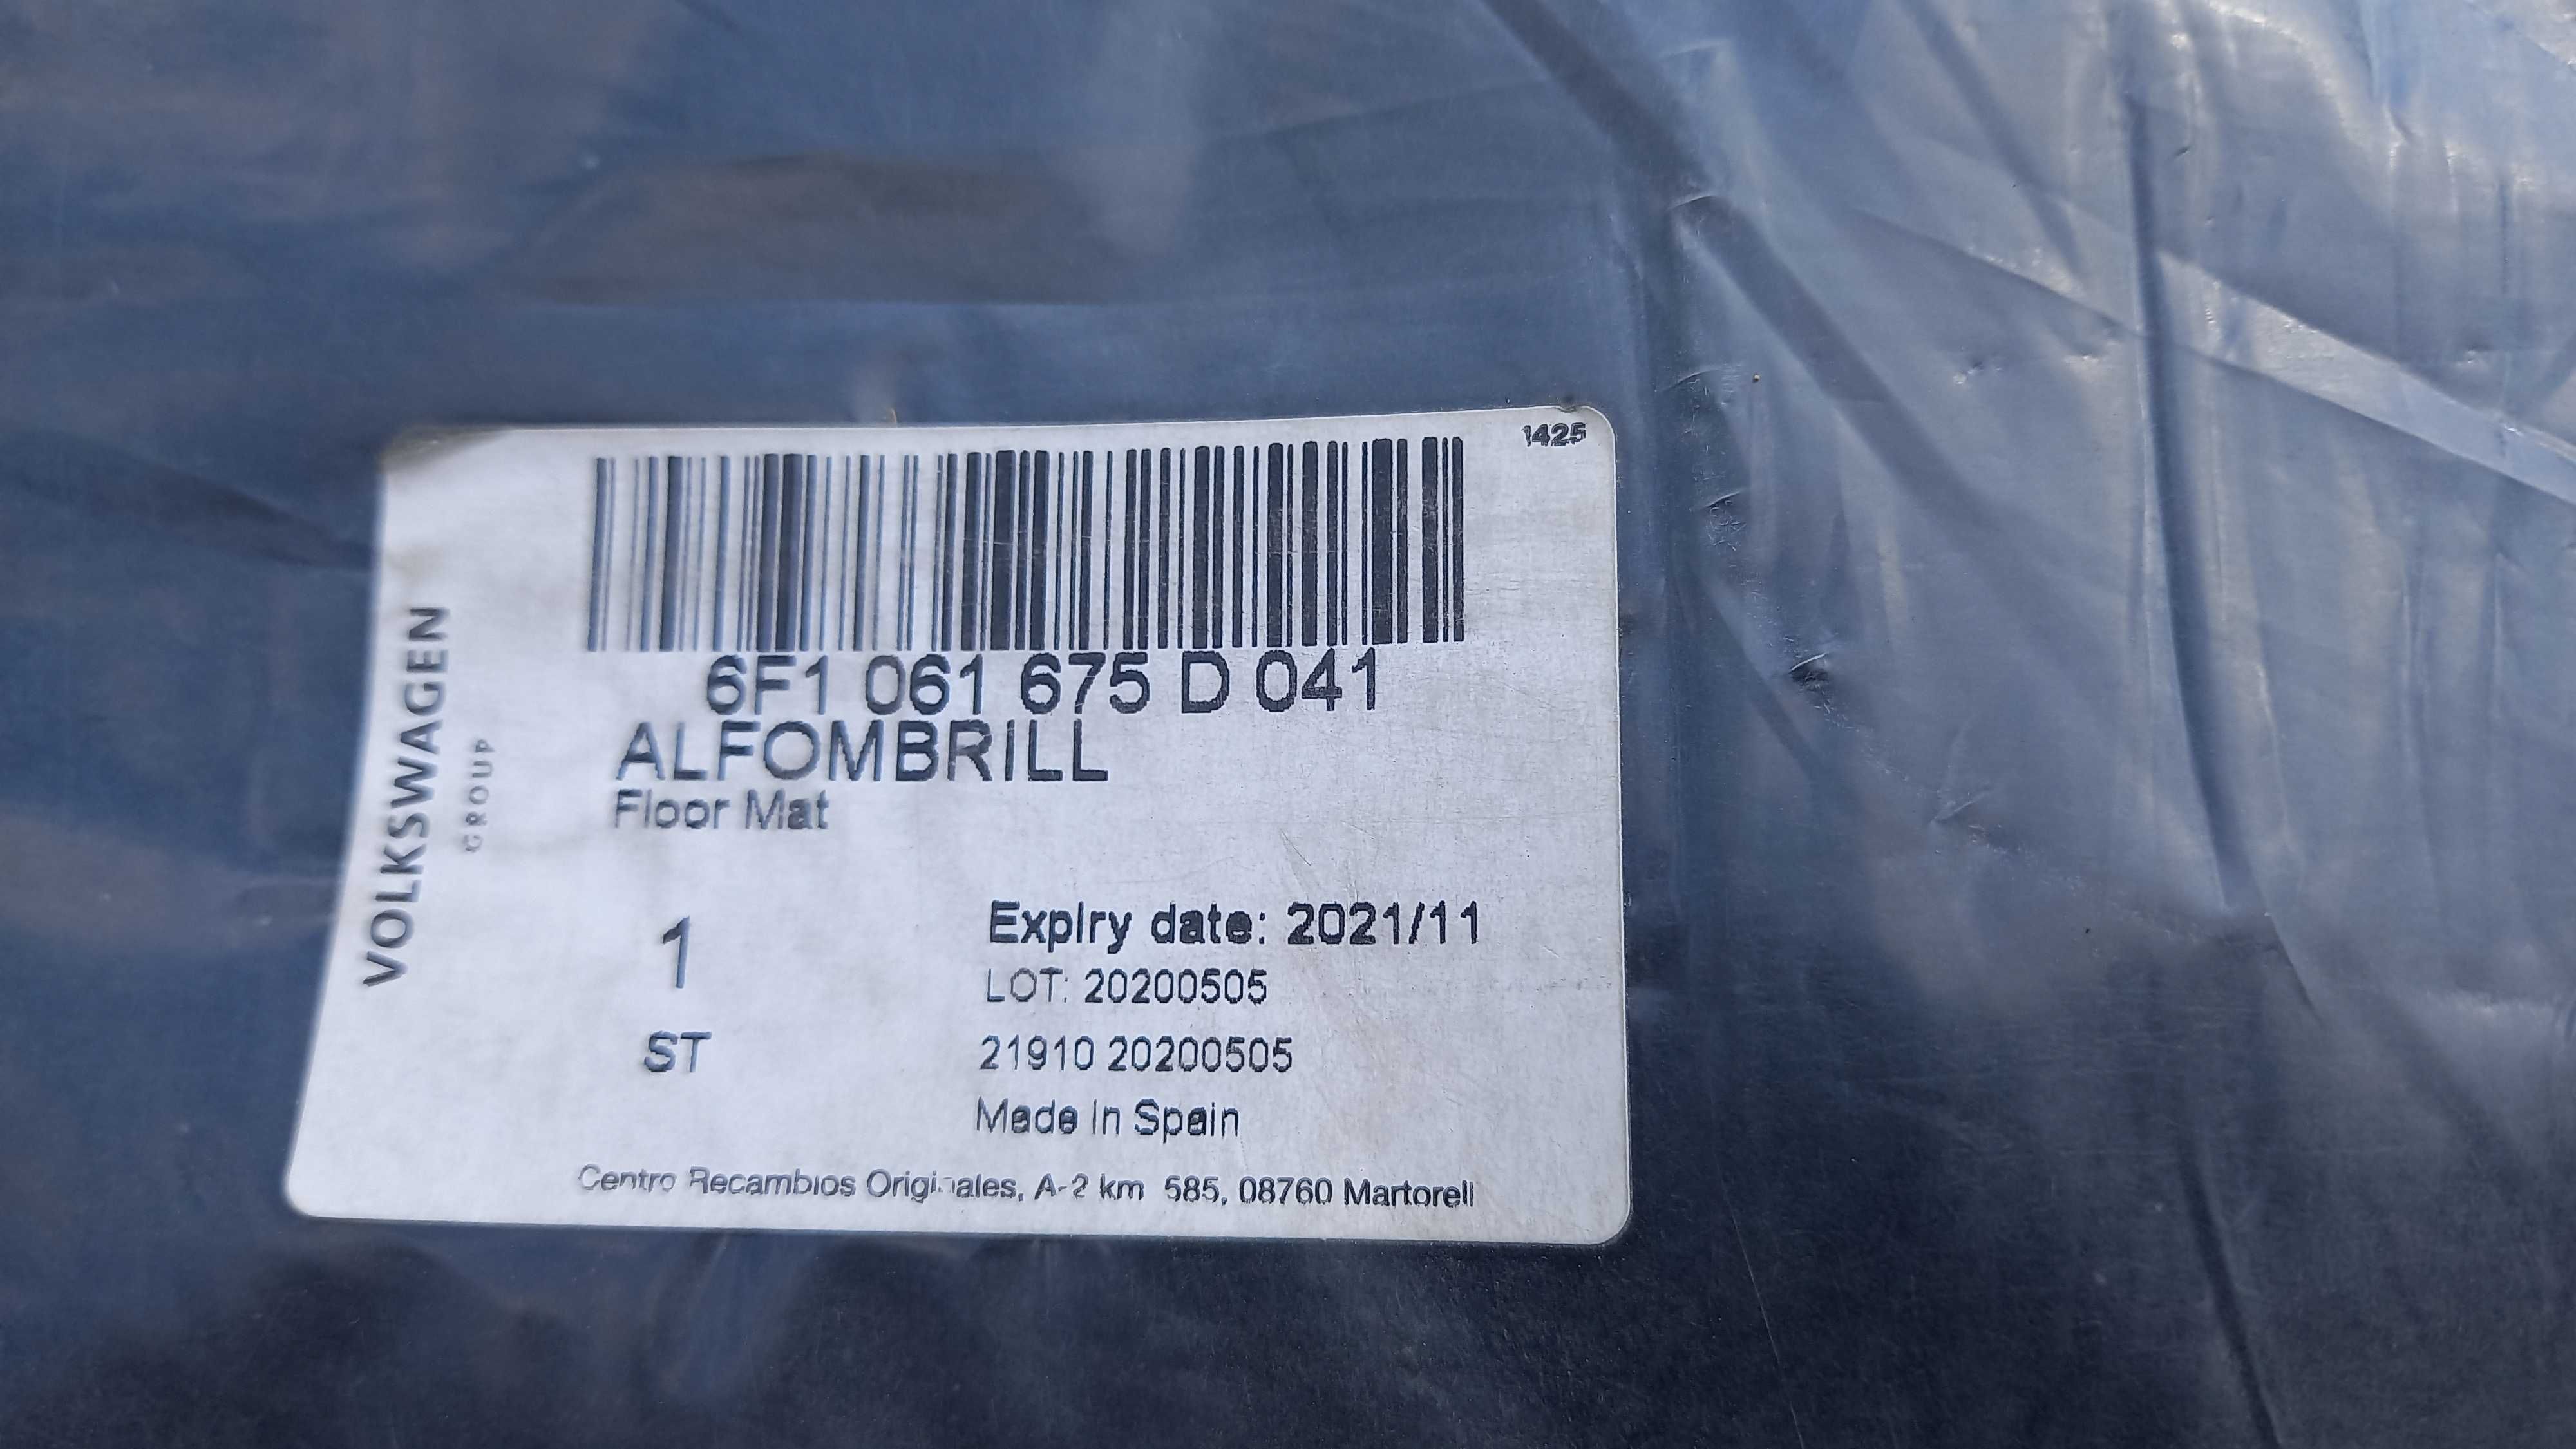 1425
6F1 061 675 D 041
ALFOMBRILL
Floor Mat
VOLKSWAGEN
GROUP
1
ST
Expiry date: 2021/11
LOT: 20200505
21910 20200505
Made in Spain
Centro Recambios Originales, A-2 km 585, 08760 Martorell